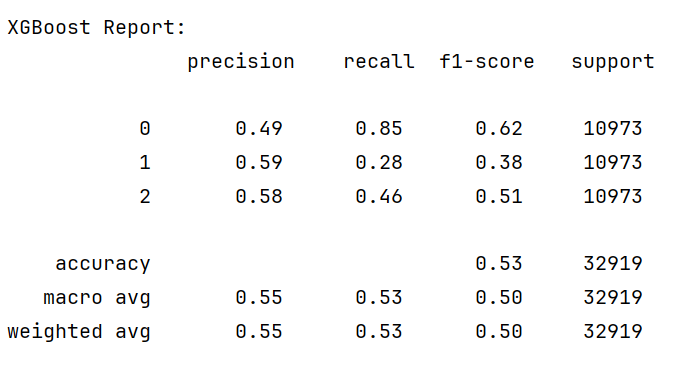 XGBoost Report:
precision recall f1-score support
0 0.49 0.85 0.62 10973
1 0.59 0.28 0.38 10973
2 0.58 0.46 0.51 10973
accuracy 0.53 32919
macro avg 0.55 0.53 0.50 32919
weighted avg 0.55 0.53 0.50 32919